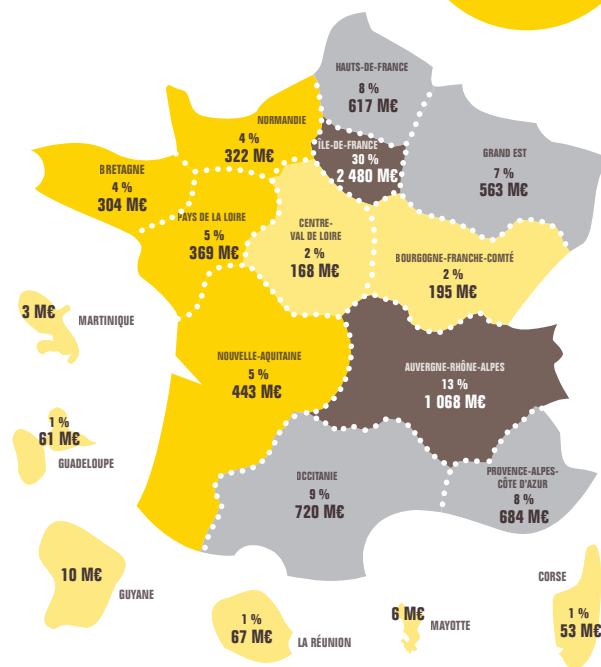 HAUTS-DE-FRANCE
8 %
617 M€
NORMANDIE
4 %
322 M€
ÎLE-DE-FRANCE
30 %
2 480 M€
GRAND EST
7 %
563 M€
BRETAGNE
4 %
304 M€
PAYS DE LA LOIRE
5 %
369 M€
CENTRE-
VAL DE LOIRE
2 %
168 M€
BOURGOGNE-FRANCHE-COMTÉ
2 %
195 M€
3 M€
MARTINIQUE
NOUVELLE-AQUITAINE
5 %
443 M€
AUVERGNE-RHÔNE-ALPES
13 %
1 068 M€
1 %
61 M€
GUADELOUPE
OCCITANIE
9 %
720 M€
PROVENCE-ALPES-
CÔTE D'AZUR
8 %
684 M€
10 M€
GUYANE
1 %
67 M€
LA RÉUNION
6 M€
MAYOTTE
CORSE
1 %
53 M€